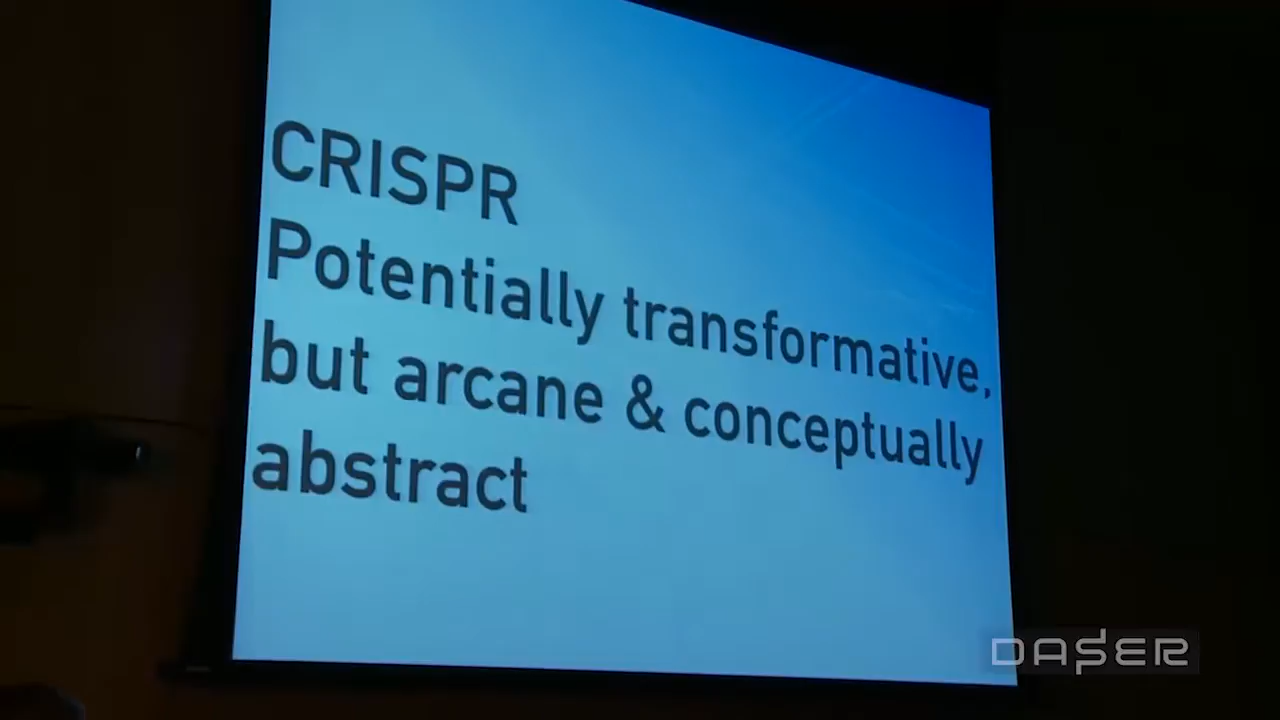 CRISPR
Potentially transformative,
but arcane & conceptually
abstract
DASER